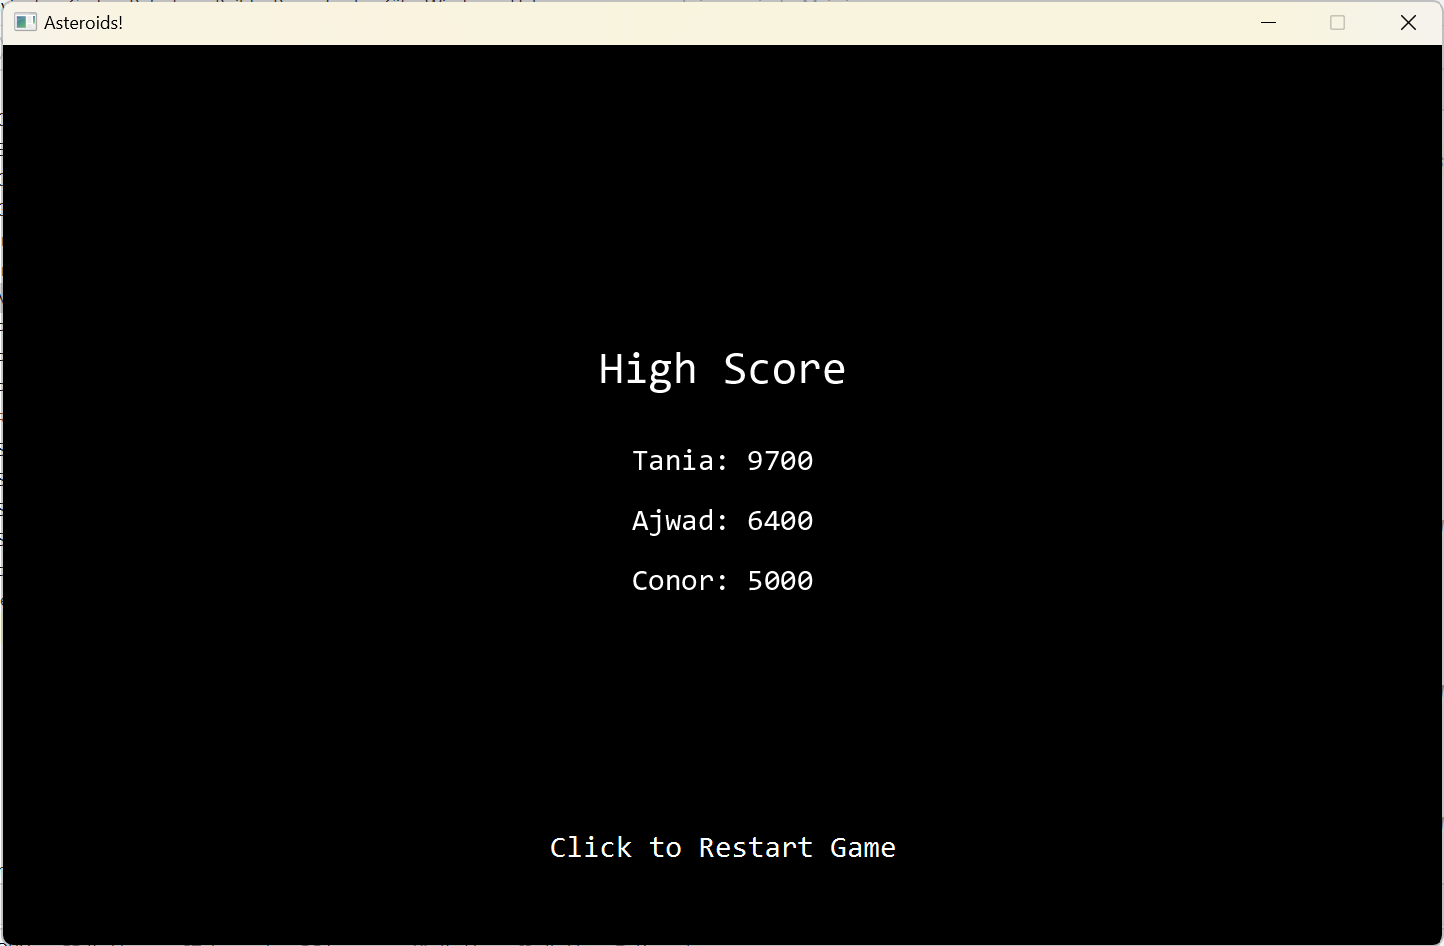 Asteroids!
High Score
Tania: 9700
Ajwad: 6400
Conor: 5000
Click to Restart Game